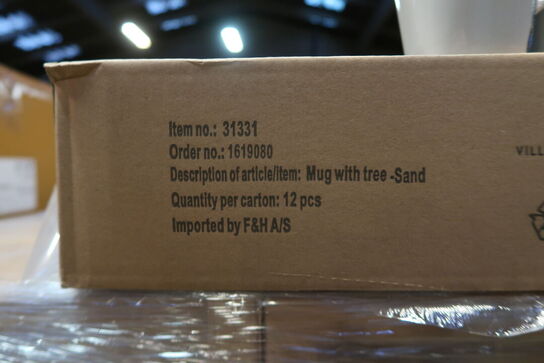 Item no.: 31331
Order no.: 1619080
Description of article/item: Mug with tree -Sand
Quantity per carton: 12 pcs
Imported by F&H A/S
VILL